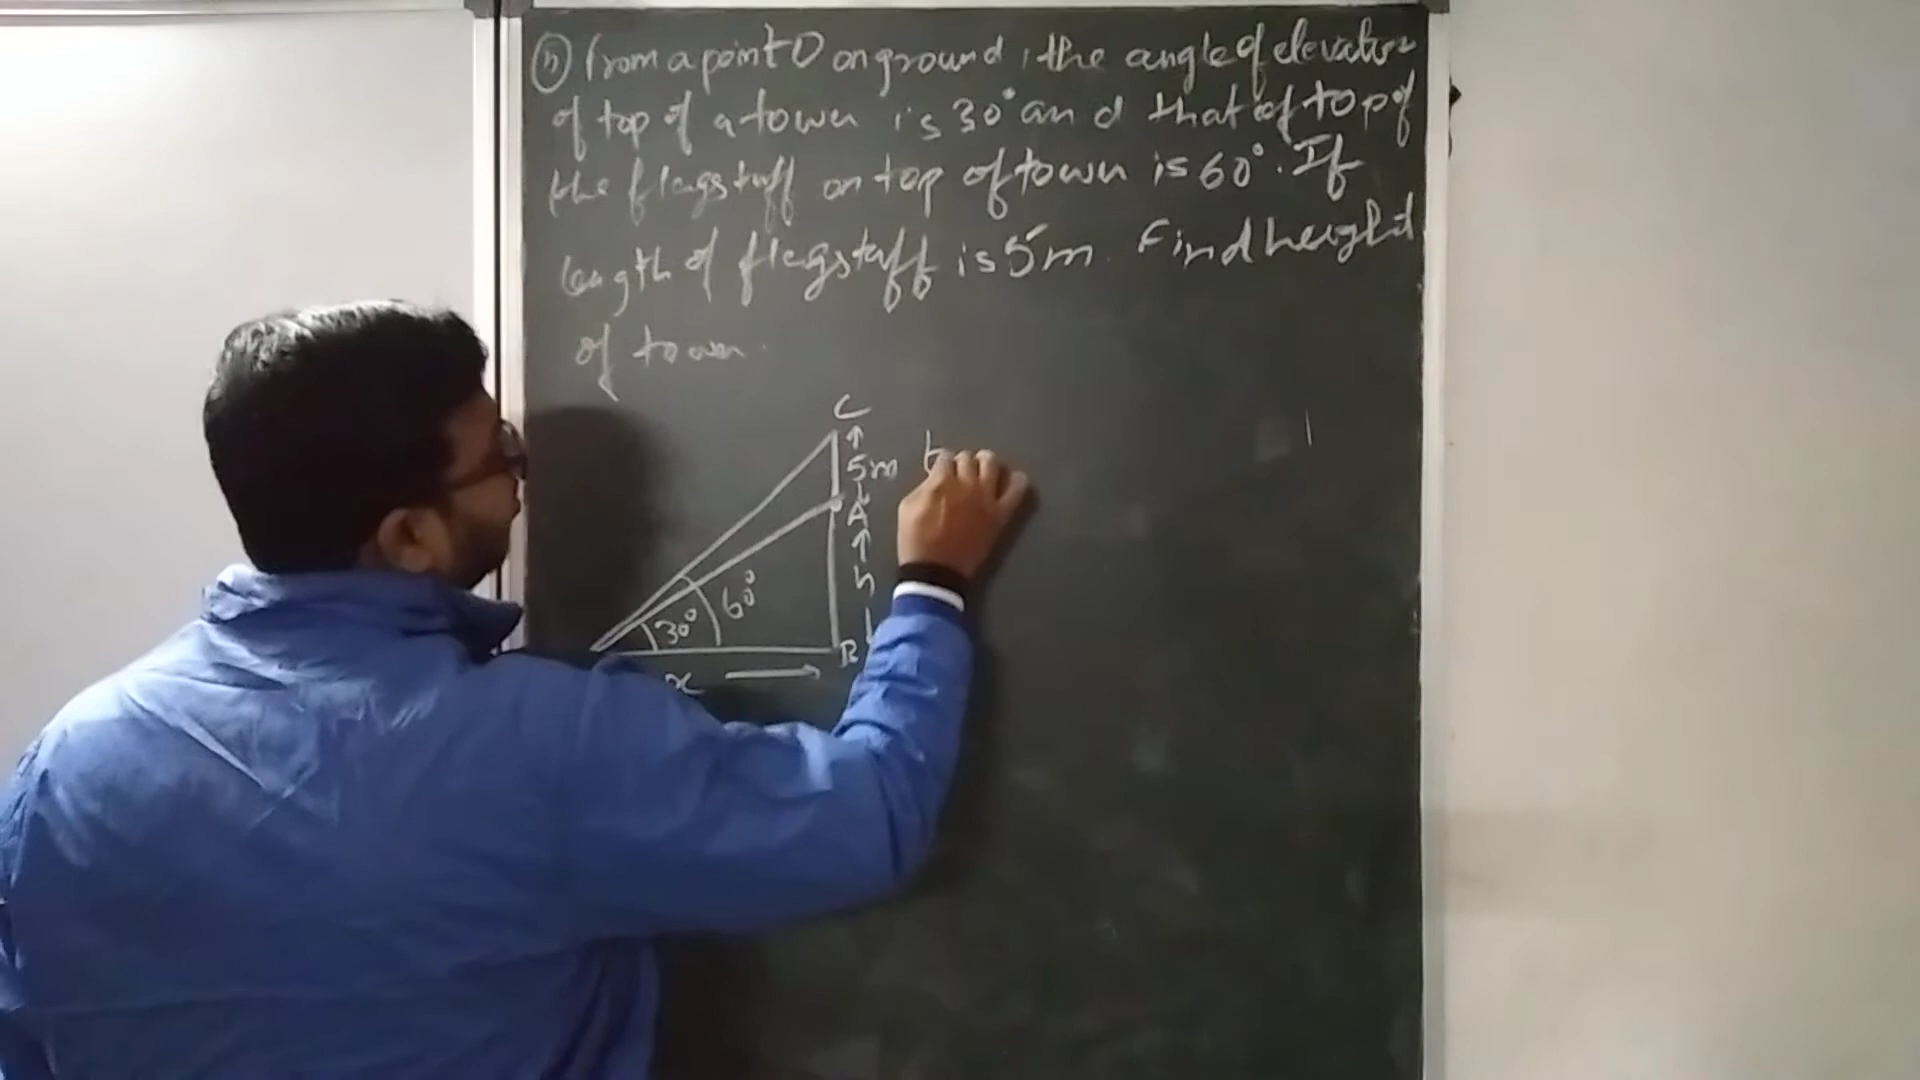 (h) from a point D on ground, the angle of elevation
of top of a tower is 30° and that of top of
the flagstaff on top of tower is 60°. If
length of flagstaff is 5m. Find height
of tower.
C
↑
5m
A
↑
h
60°
30°
B
x →